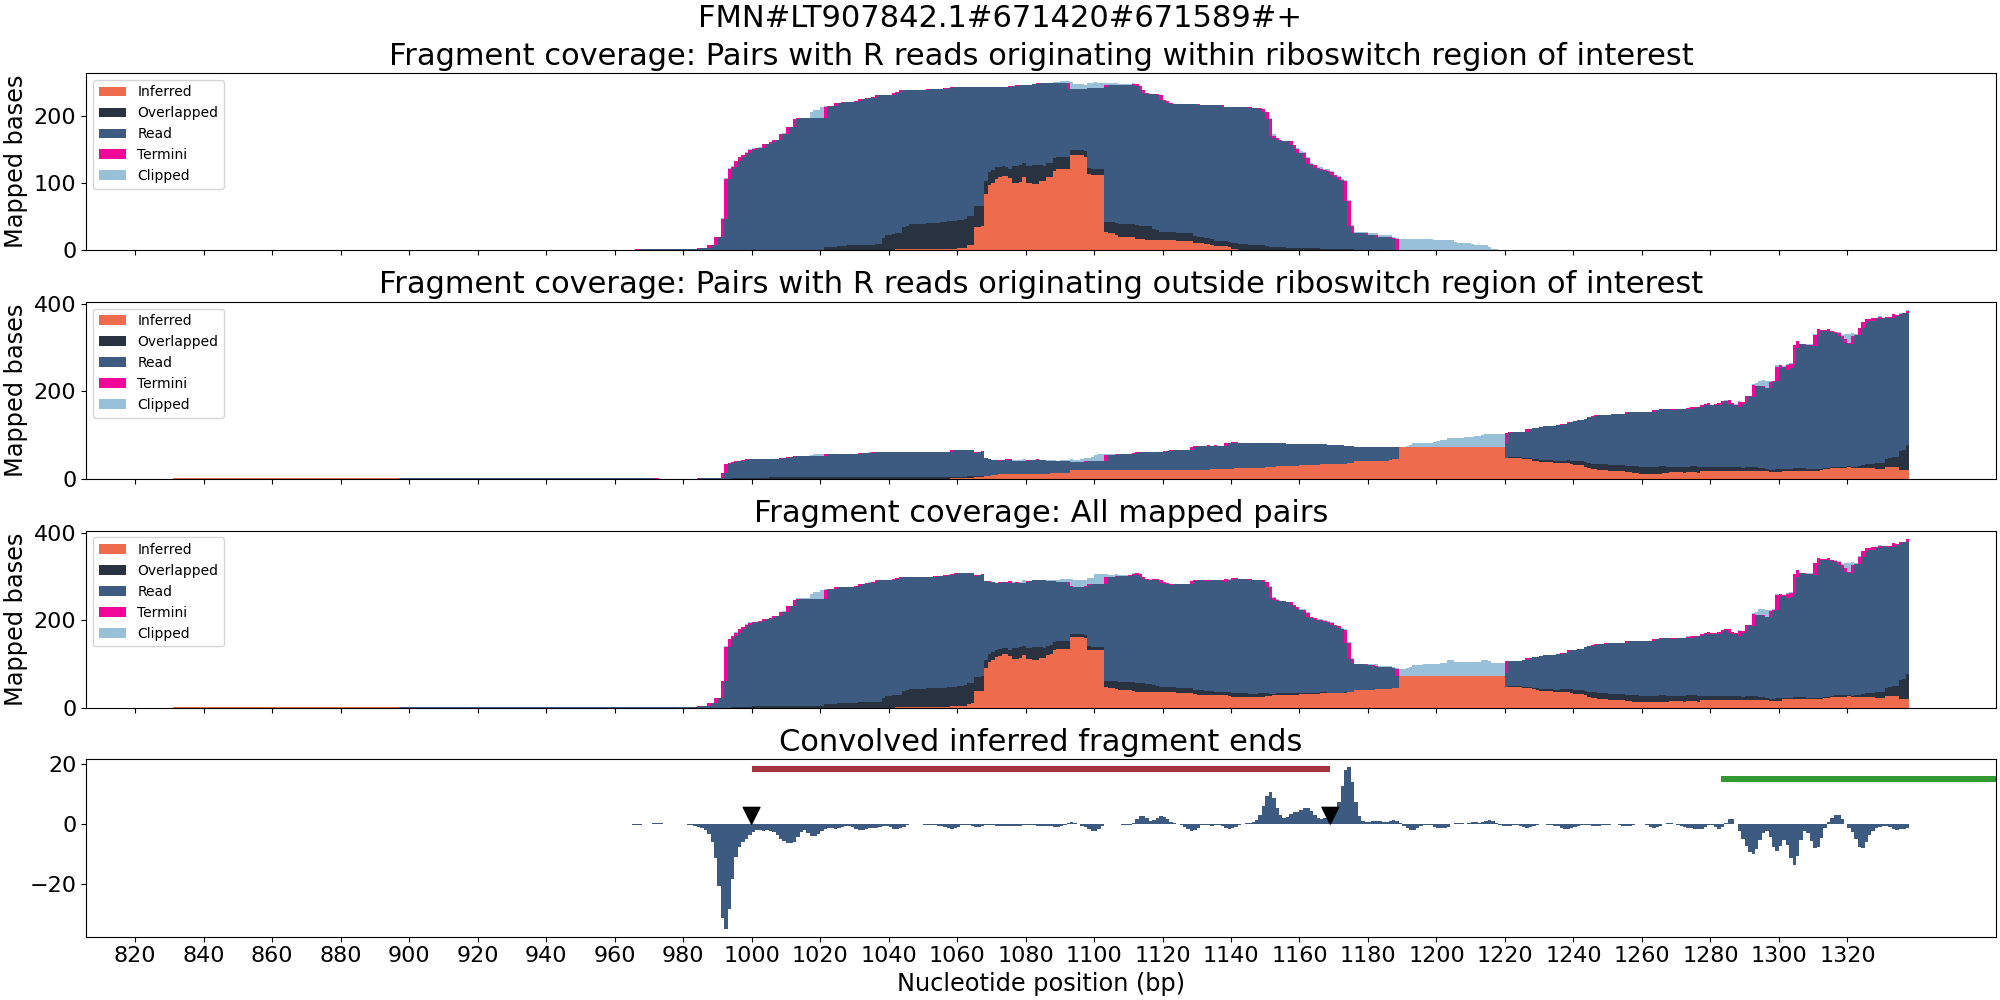 FMN#LT907842.1#671420#671589#+
Fragment coverage: Pairs with R reads originating within riboswitch region of interest
Mapped bases
200
100
0
Inferred
Overlapped
Read
Termini
Clipped
Fragment coverage: Pairs with R reads originating outside riboswitch region of interest
Mapped bases
400
200
0
Inferred
Overlapped
Read
Termini
Clipped
Fragment coverage: All mapped pairs
Mapped bases
400
200
0
Inferred
Overlapped
Read
Termini
Clipped
Convolved inferred fragment ends
20
0
−20
820 840 860 880 900 920 940 960 980 1000 1020 1040 1060 1080 1100 1120 1140 1160 1180 1200 1220 1240 1260 1280 1300 1320
Nucleotide position (bp)